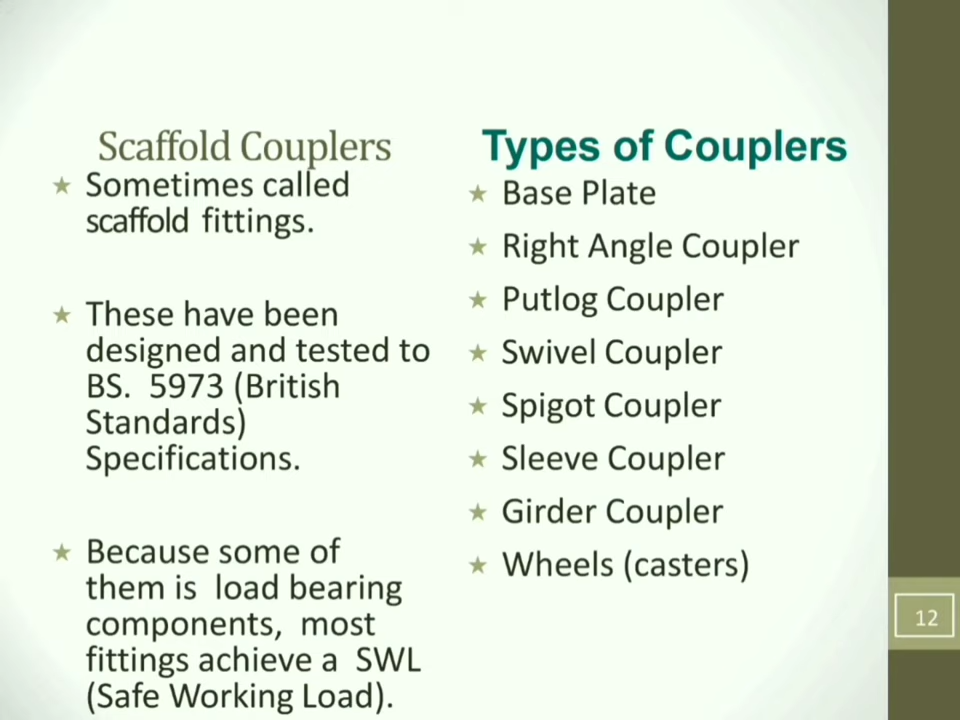 Scaffold Couplers
★ Sometimes called
scaffold fittings.
★ These have been
designed and tested to
BS. 5973 (British
Standards)
Specifications.
★ Because some of
them is load bearing
components, most
fittings achieve a SWL
(Safe Working Load).
Types of Couplers
★ Base Plate
★ Right Angle Coupler
★ Putlog Coupler
★ Swivel Coupler
★ Spigot Coupler
★ Sleeve Coupler
★ Girder Coupler
★ Wheels (casters)
12